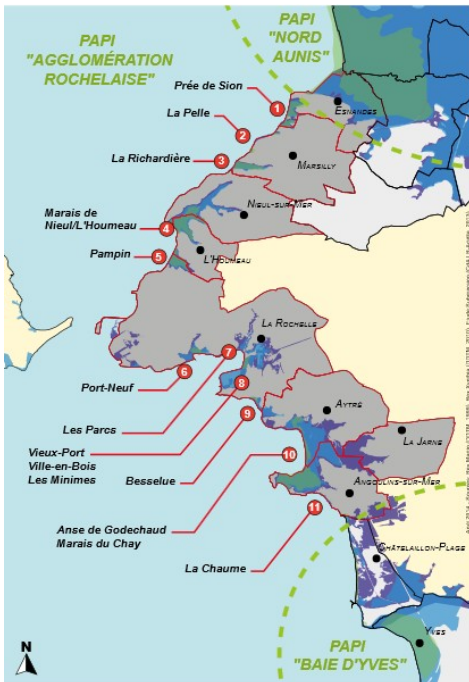 PAPI
"AGGLOMÉRATION
ROCHELAISE"
PAPI
"NORD
AUNIS"
Prée de Sion
1
Esnandes
La Pelle
2
La Richardière
3
Marsilly
Nieul-sur-Mer
Marais de
Nieul/L'Houmeau
4
Pampin
5
L'Houmeau
La Rochelle
7
6
Port-Neuf
8
Les Parcs
9
Aytré
Vieux-Port
Ville-en-Bois
Les Minimes
La Jarne
Besselue
10
Angoulins-sur-Mer
Anse de Godechaud
Marais du Chay
11
La Chaume
Châtelaillon-Plage
Yves
PAPI
"BAIE D'YVES"
N